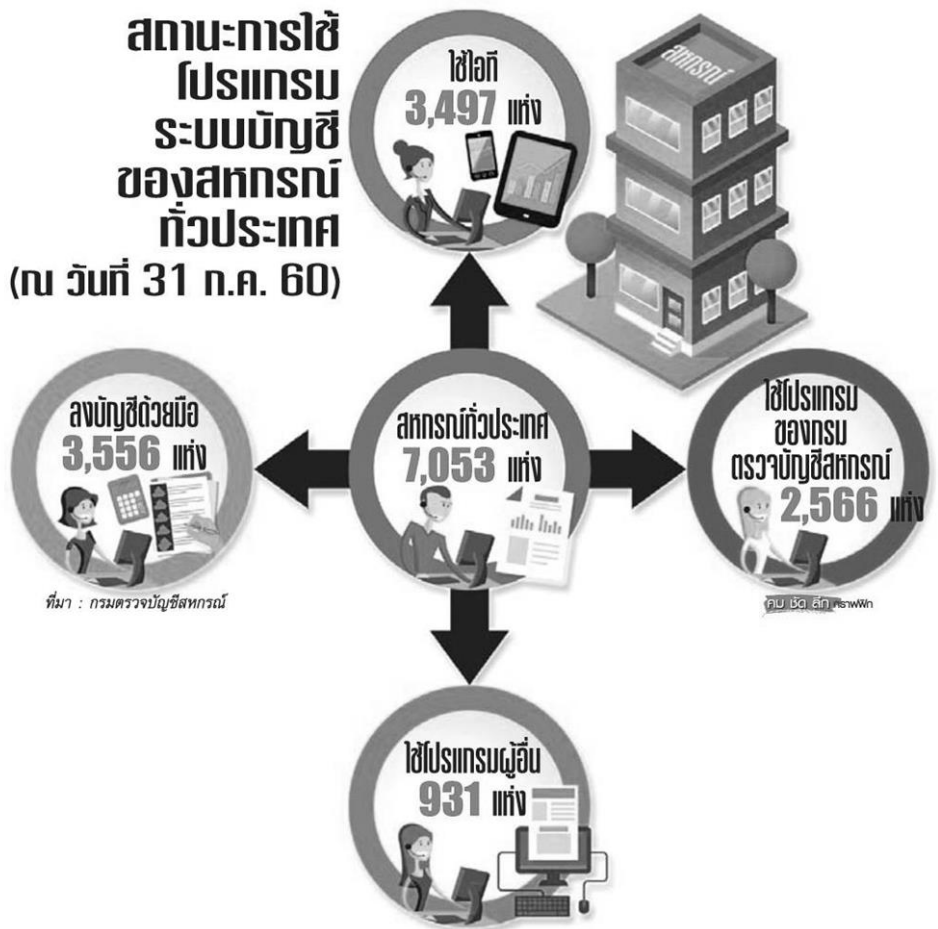 สถานะการใช้
โปรแกรม
ระบบบัญชี
ของสหกรณ์
ทั่วประเทศ
(ณ วันที่ 31 ก.ค. 60)
ใช้ไอที
3,497 แห่ง
สหกรณ์
ลงบัญชีด้วยมือ
3,556 แห่ง
สหกรณ์ทั่วประเทศ
7,053 แห่ง
ใช้โปรแกรม
ของกรม
ตรวจบัญชีสหกรณ์
2,566 แห่ง
ที่มา : กรมตรวจบัญชีสหกรณ์
คม ชัด ลึก กราฟฟิก
ใช้โปรแกรมผู้อื่น
931 แห่ง